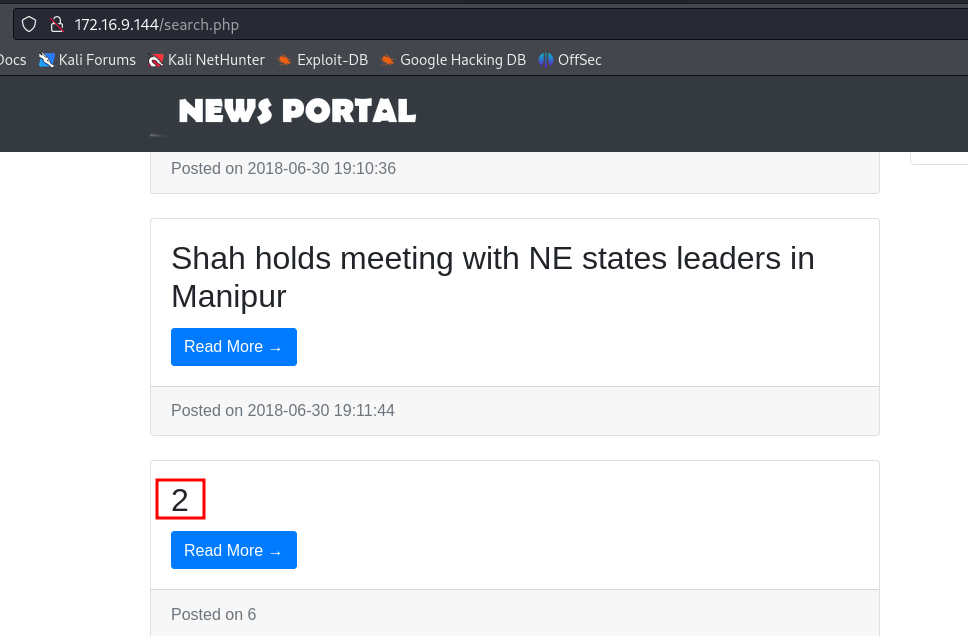 172.16.9.144/search.php
Docs Kali Forums Kali NetHunter Exploit-DB Google Hacking DB OffSec
NEWS PORTAL
Posted on 2018-06-30 19:10:36
Shah holds meeting with NE states leaders in
Manipur
Read More →
Posted on 2018-06-30 19:11:44
2
Read More →
Posted on 6